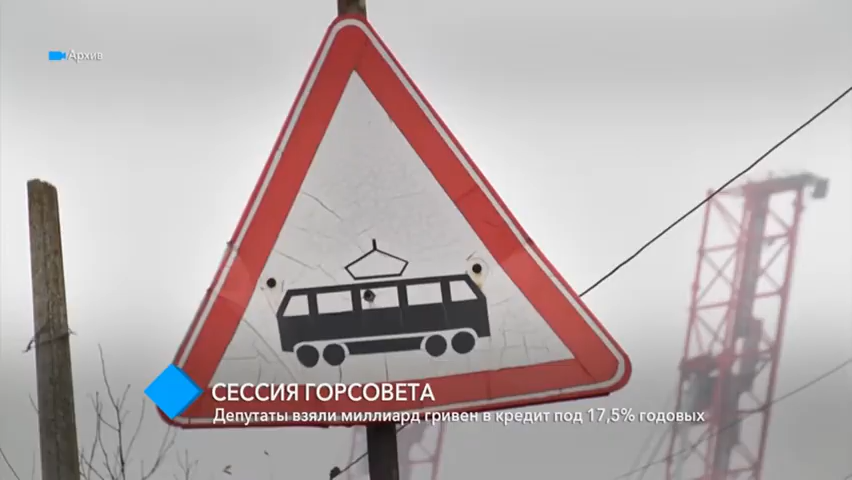 Архив
СЕССИЯ ГОРСОВЕТА
Депутаты взяли миллиард гривен в кредит под 17,5% годовых